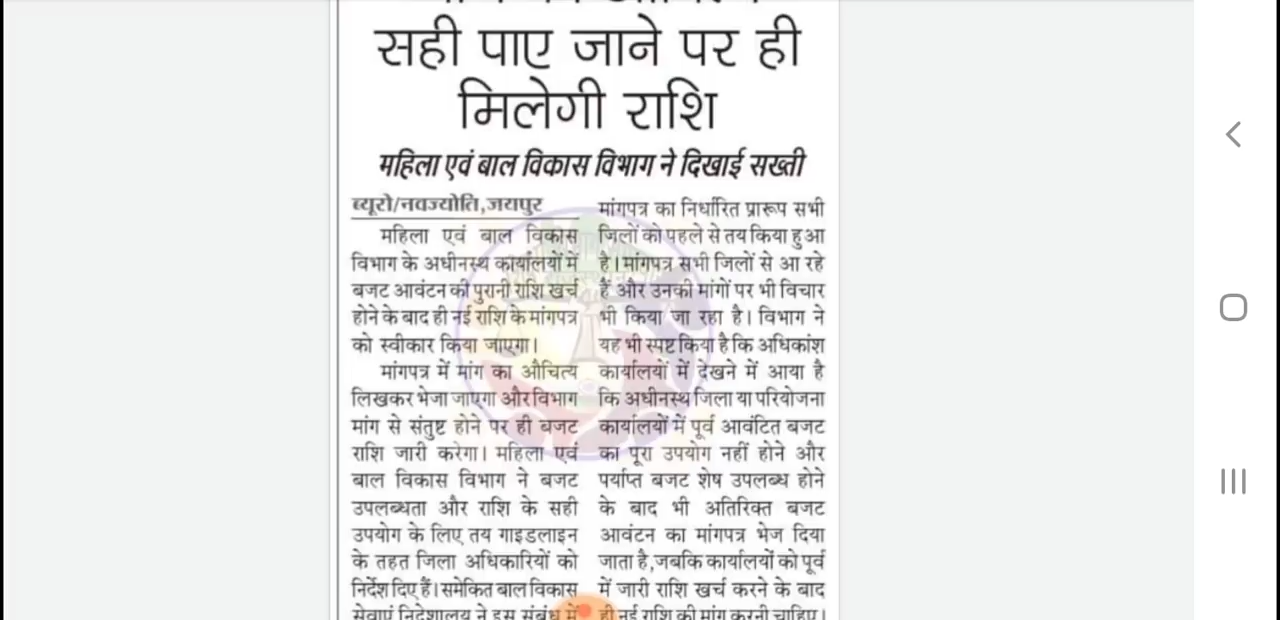 सही पाए जाने पर ही
मिलेगी राशि
महिला एवं बाल विकास विभाग ने दिखाई सख्ती
ब्यूरो/नवज्योति,जयपुर
महिला एवं बाल विकास
विभाग के अधीनस्थ कार्यालयों में
बजट आवंटन की पुरानी राशि खर्च
होने के बाद ही नई राशि के मांगपत्र
को स्वीकार किया जाएगा।
मांगपत्र में मांग का औचित्य
लिखकर भेजा जाएगा और विभाग
मांग से संतुष्ट होने पर ही बजट
राशि जारी करेगा। महिला एवं
बाल विकास विभाग ने बजट
उपलब्धता और राशि के सही
उपयोग के लिए तय गाइडलाइन
के तहत जिला अधिकारियों को
निर्देश दिए हैं। समेकित बाल विकास
सेवाएं निदेशालय ने इस संबंध में
मांगपत्र का निर्धारित प्रारूप सभी
जिलों को पहले से तय किया हुआ
है। मांगपत्र सभी जिलों से आ रहे
हैं और उनकी मांगों पर भी विचार
भी किया जा रहा है। विभाग ने
यह भी स्पष्ट किया है कि अधिकांश
कार्यालयों में देखने में आया है
कि अधीनस्थ जिला या परियोजना
कार्यालयों में पूर्व आवंटित बजट
का पूरा उपयोग नहीं होने और
पर्याप्त बजट शेष उपलब्ध होने
के बाद भी अतिरिक्त बजट
आवंटन का मांगपत्र भेज दिया
जाता है,जबकि कार्यालयों को पूर्व
में जारी राशि खर्च करने के बाद
ही नई राशि की मांग करनी चाहिए।